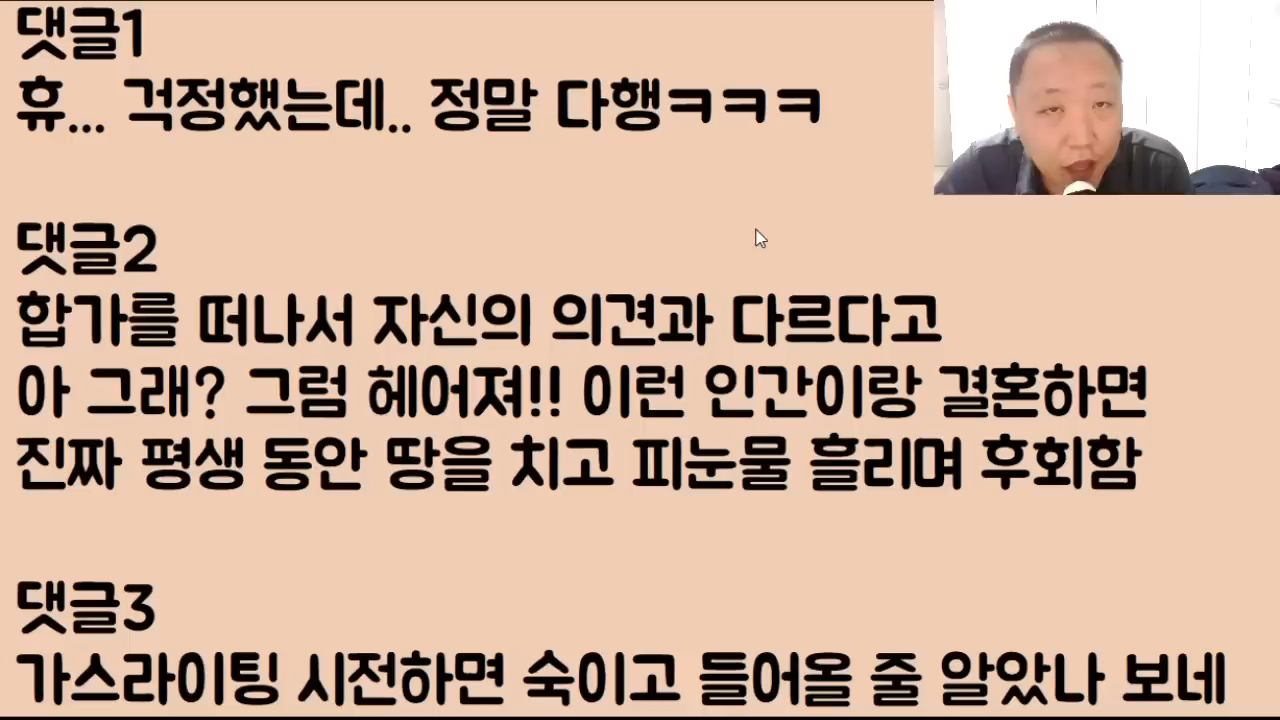 댓글1
휴... 걱정했는데.. 정말 다행ㅋㅋㅋ
댓글2
합가를 떠나서 자신의 의견과 다르다고
아 그래? 그럼 헤어져!! 이런 인간이랑 결혼하면
진짜 평생 동안 땅을 치고 피눈물 흘리며 후회함
댓글3
가스라이팅 시전하면 숙이고 들어올 줄 알았나 보네